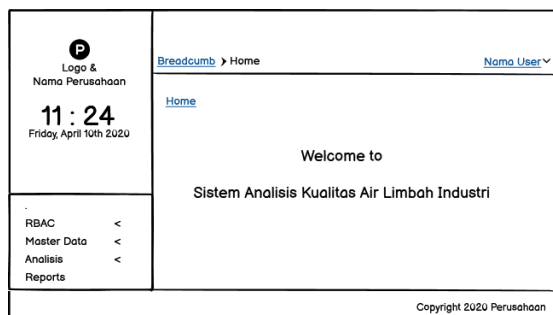 P
Logo &
Nama Perusahaan
11 : 24
Friday, April 10th 2020
.
RBAC <
Master Data <
Analisis <
Reports
Breadcumb > Home
Nama User
Home
Welcome to
Sistem Analisis Kualitas Air Limbah Industri
Copyright 2020 Perusahaan